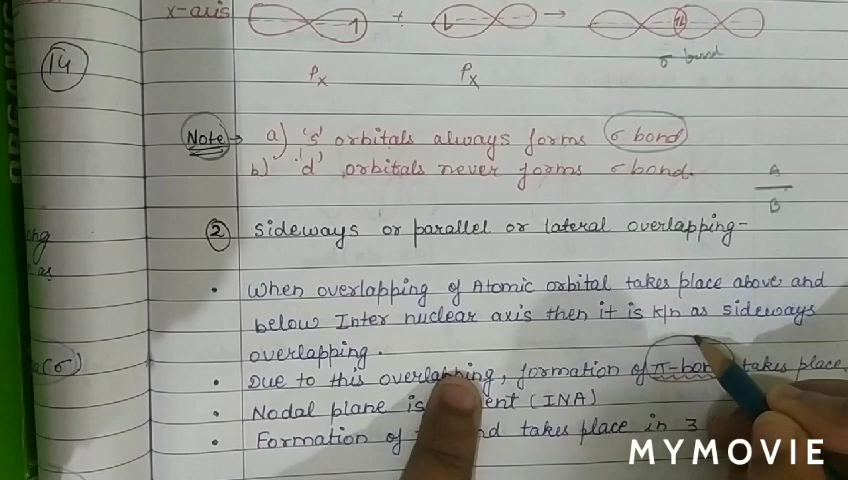 x-axis + →
14
Px Px σ bond
Note → a) 's' orbitals always forms σ bond
b) 'd' orbitals never forms σ bond.
A
B
② Sideways or parallel or lateral overlapping-
• When overlapping of Atomic orbital takes place above and
below Inter nuclear axis then it is k/n as sideways
overlapping.
• Due to this overlapping, formation of π-bon takes place.
• Nodal plane is ent (INA)
• Formation of nd takes place in 3
MYMOVIE